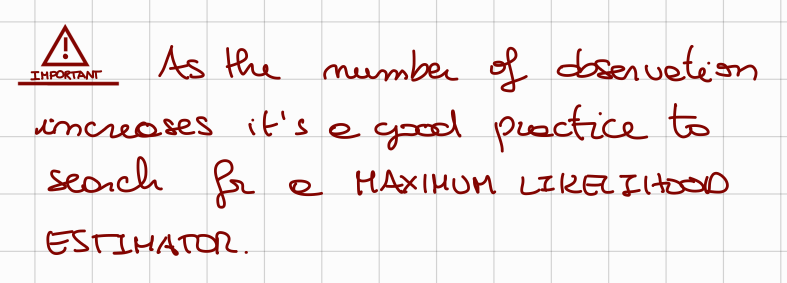 IMPORTANT
As the number of observation
increases it's a good practice to
search for a MAXIMUM LIKELIHOOD
ESTIMATOR.